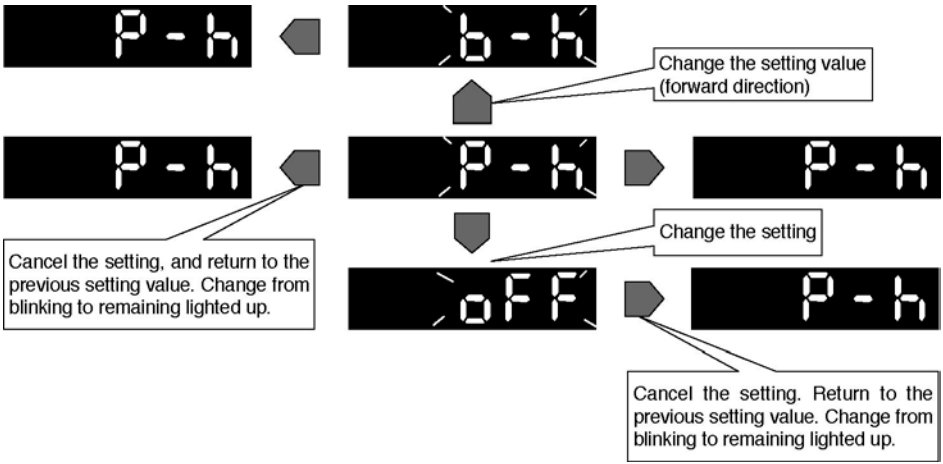 P-h
b-h
Change the setting value
(forward direction)
P-h
P-h
P-h
Change the setting
Cancel the setting, and return to the
previous setting value. Change from
blinking to remaining lighted up.
oFF
P-h
Cancel the setting. Return to the
previous setting value. Change from
blinking to remaining lighted up.